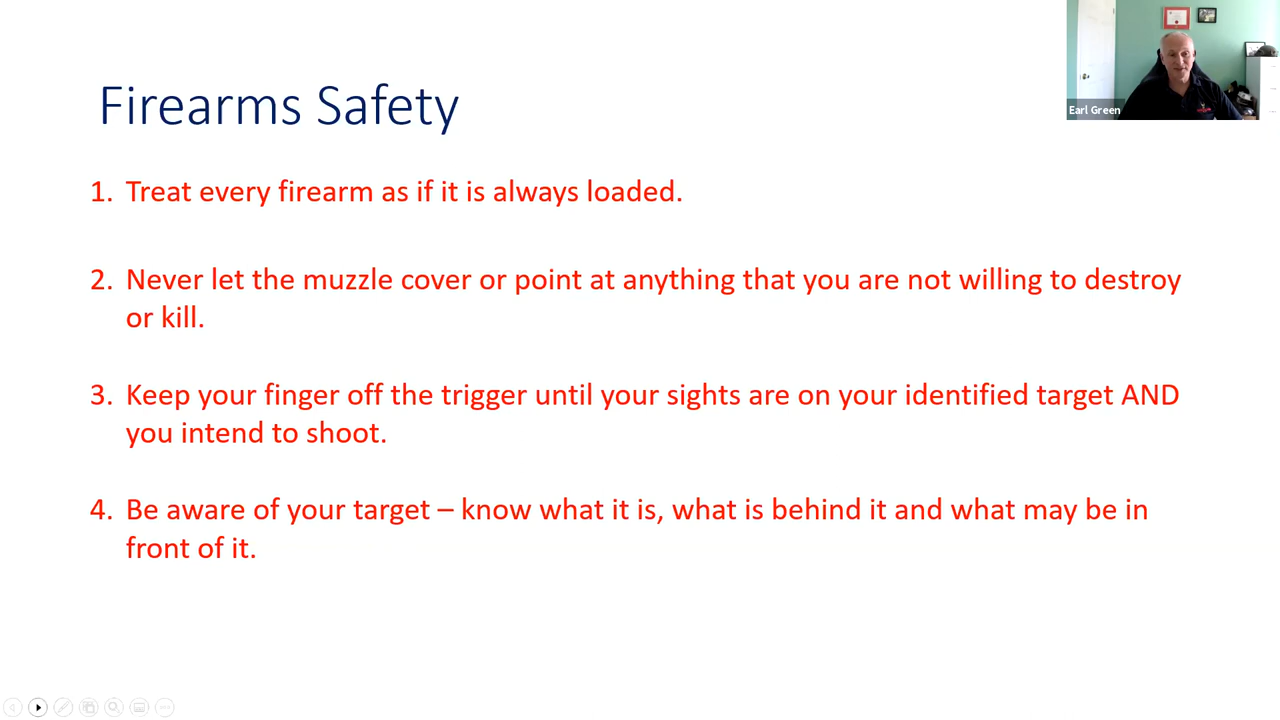 Firearms Safety
Earl Green
1. Treat every firearm as if it is always loaded.
2. Never let the muzzle cover or point at anything that you are not willing to destroy
or kill.
3. Keep your finger off the trigger until your sights are on your identified target AND
you intend to shoot.
4. Be aware of your target – know what it is, what is behind it and what may be in
front of it.